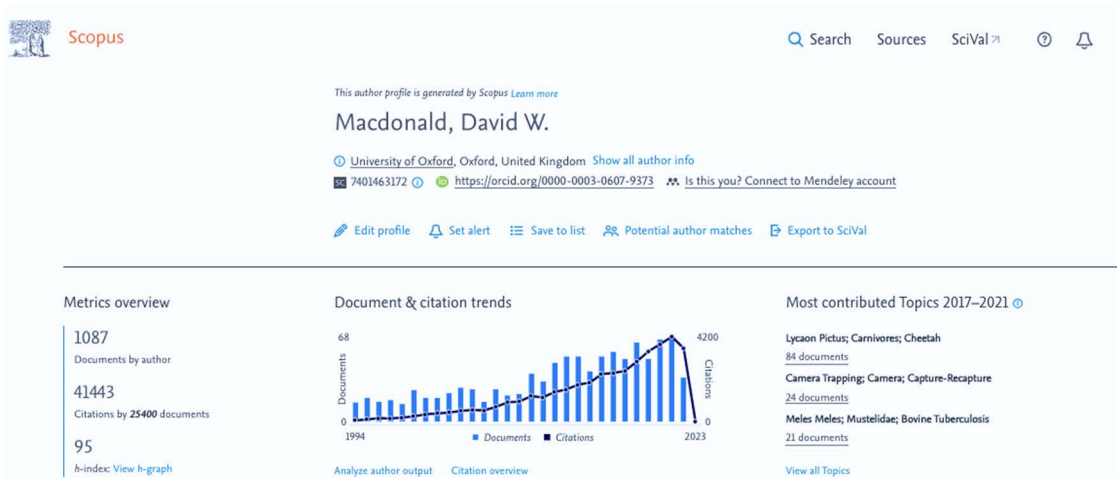 Scopus
Search Sources SciVal
This author profile is generated by Scopus Learn more
Macdonald, David W.
University of Oxford, Oxford, United Kingdom Show all author info
SC 7401463172 iD https://orcid.org/0000-0003-0607-9373 Is this you? Connect to Mendeley account
Edit profile Set alert Save to list Potential author matches Export to SciVal
Metrics overview
1087
Documents by author
41443
Citations by 25400 documents
95
h-index: View h-graph
Document & citation trends
68 4200
Documents Citations
0 0
1994 2023
Documents Citations
Analyze author output Citation overview
Most contributed Topics 2017–2021
Lycaon Pictus; Carnivores; Cheetah
84 documents
Camera Trapping; Camera; Capture-Recapture
24 documents
Meles Meles; Mustelidae; Bovine Tuberculosis
21 documents
View all Topics